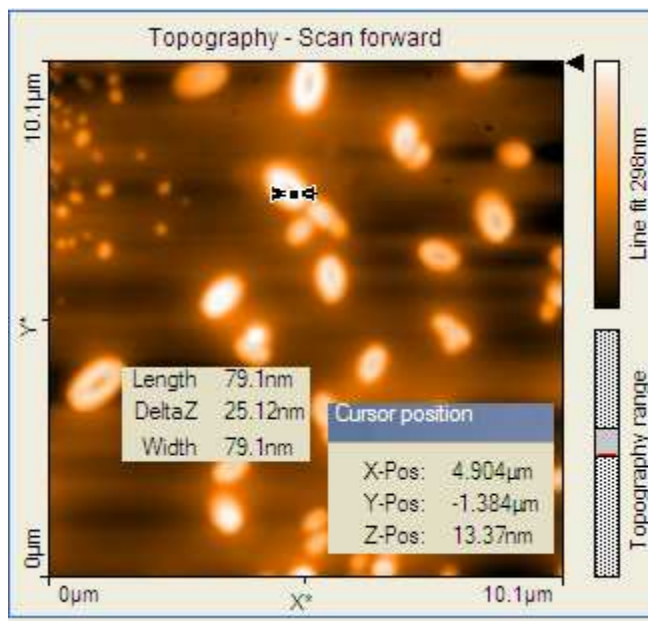 Topography - Scan forward
10.1µm
Y*
0µm
0µm
X*
10.1µm
Line fit 298nm
Topography range
Length 79.1nm
DeltaZ 25.12nm
Width 79.1nm
Cursor position
X-Pos: 4.904µm
Y-Pos: -1.384µm
Z-Pos: 13.37nm